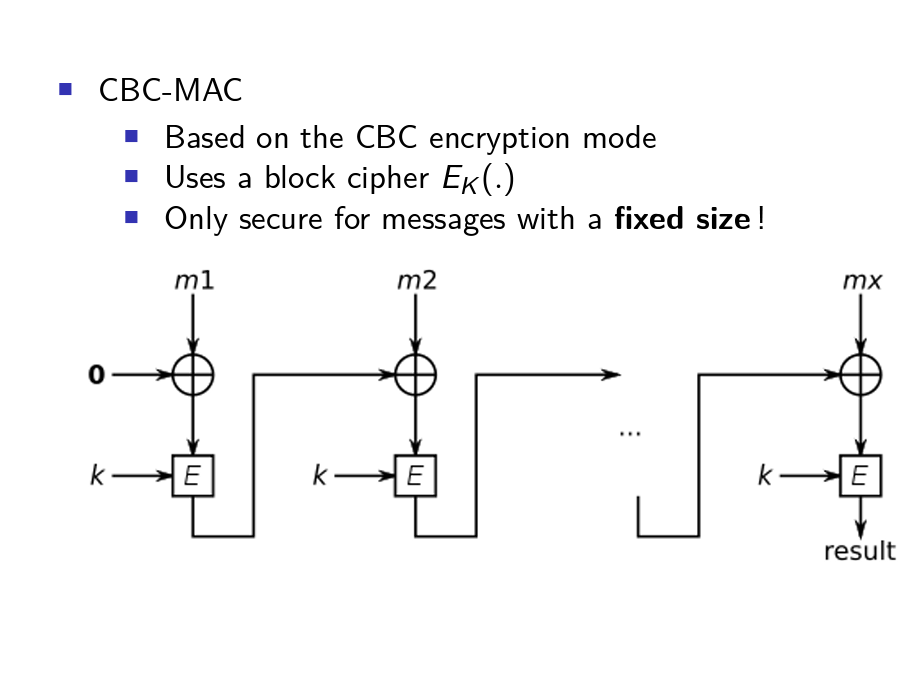 CBC-MAC
Based on the CBC encryption mode
Uses a block cipher E_K(.)
Only secure for messages with a fixed size !
m1 m2 mx
0
...
k E k E k E
result